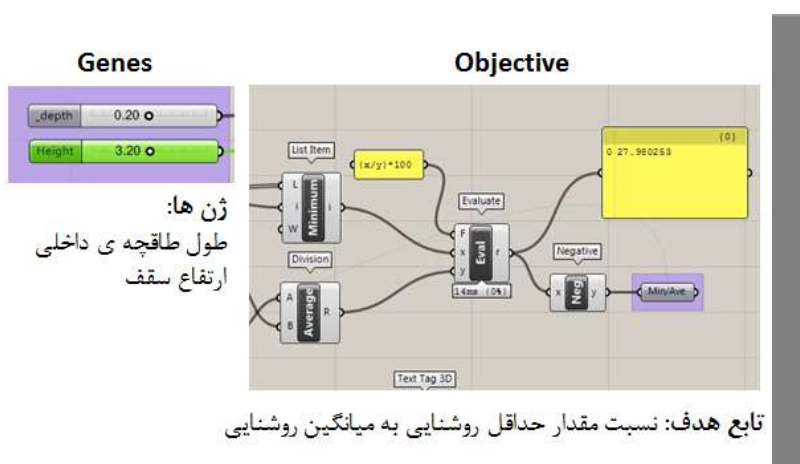 Genes
Objective
_depth 0.20
Height 3.20
List Item
L
i
W
Minimum
i
(x/y)*100
Evaluate
F
x
y
Eval
r
14ms (0%)
{0}
0 27.980253
Division
A
B
Average
R
Negative
x
Neg
y
Min/Ave
Text Tag 3D
ژن ها:
طول طاقچه ی داخلی
ارتفاع سقف
تابع هدف: نسبت مقدار حداقل روشنایی به میانگین روشنایی